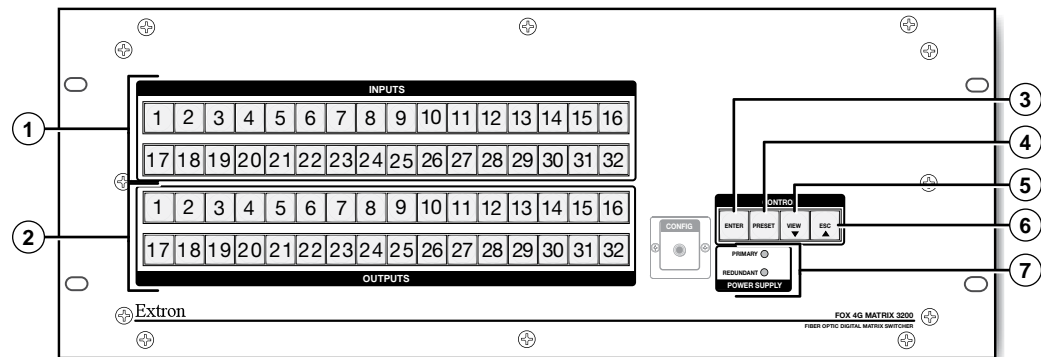 INPUTS
1 2 3 4 5 6 7 8 9 10 11 12 13 14 15 16
17 18 19 20 21 22 23 24 25 26 27 28 29 30 31 32
1 2 3 4 5 6 7 8 9 10 11 12 13 14 15 16
17 18 19 20 21 22 23 24 25 26 27 28 29 30 31 32
OUTPUTS
1
2
CONFIG
CONTRO
ENTER PRESET VIEW ESC
PRIMARY
REDUNDANT
POWER SUPPLY
3
4
5
6
7
Extron
FOX 4G MATRIX 3200
FIBER OPTIC DIGITAL MATRIX SWITCHER